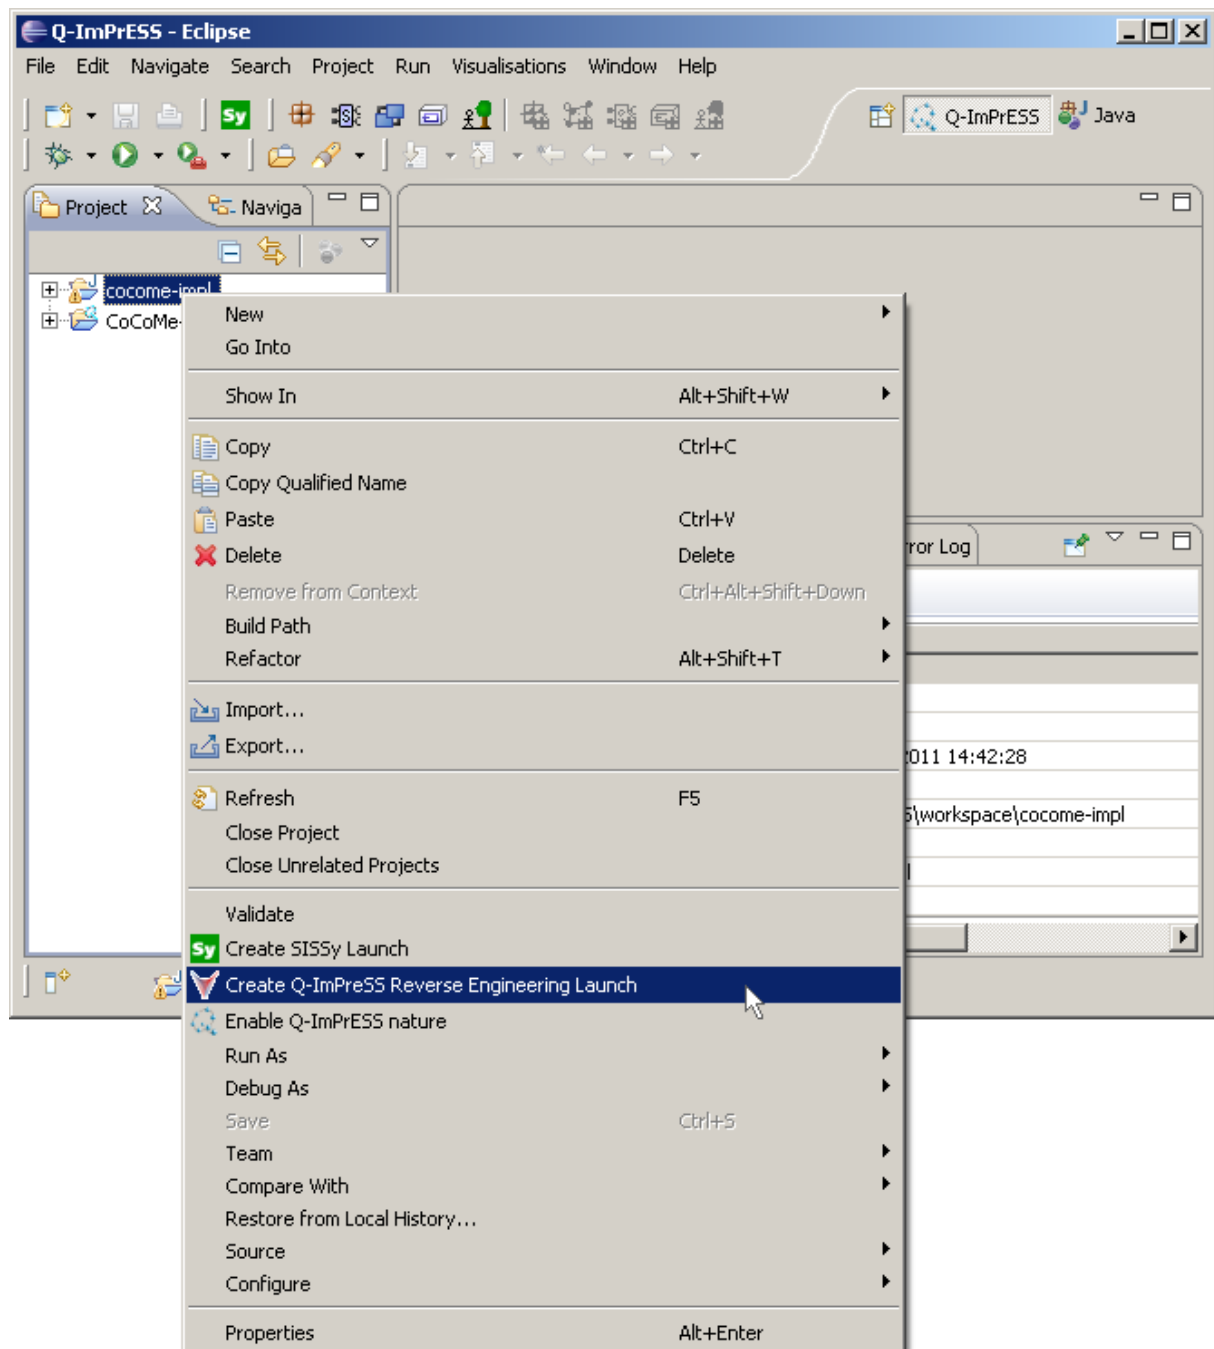 Q-ImPrESS - Eclipse
File Edit Navigate Search Project Run Visualisations Window Help
Sy
Q-ImPrESS Java
Project Naviga
cocome-impl
CoCoMe-
New
Go Into
Show In Alt+Shift+W
Copy Ctrl+C
Copy Qualified Name
Paste Ctrl+V
Delete Delete
Remove from Context Ctrl+Alt+Shift+Down
Build Path
Refactor Alt+Shift+T
Import...
Export...
Refresh F5
Close Project
Close Unrelated Projects
Validate
Sy Create SISSy Launch
Create Q-ImPreSS Reverse Engineering Launch
Enable Q-ImPrESS nature
Run As
Debug As
Save Ctrl+S
Team
Compare With
Restore from Local History...
Source
Configure
Properties Alt+Enter
rror Log
011 14:42:28
\workspace\cocome-impl